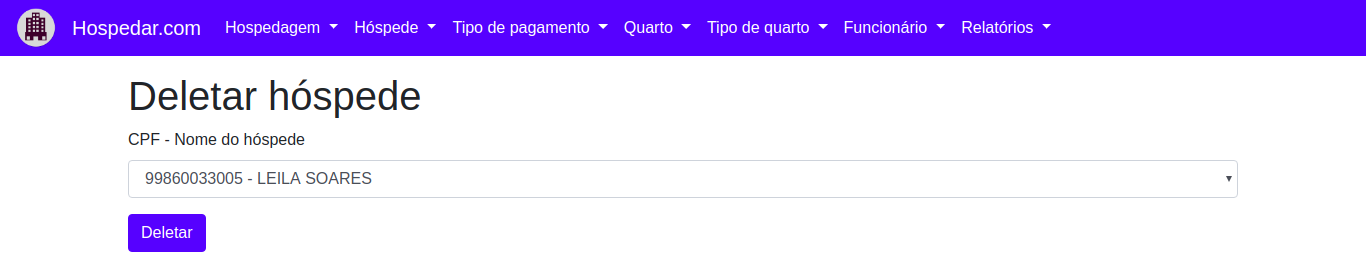 Hospedar.com Hospedagem Hóspede Tipo de pagamento Quarto Tipo de quarto Funcionário Relatórios
Deletar hóspede
CPF - Nome do hóspede
99860033005 - LEILA SOARES
Deletar